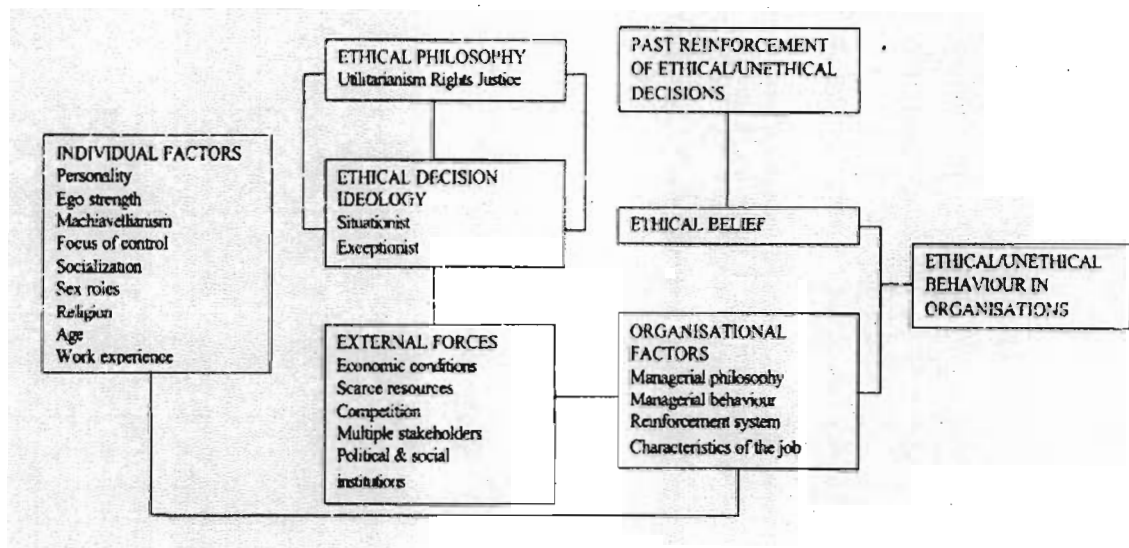 ETHICAL PHILOSOPHY
Utilitarianism Rights Justice
PAST REINFORCEMENT
OF ETHICAL/UNETHICAL
DECISIONS
INDIVIDUAL FACTORS
Personality
Ego strength
Machiavellianism
Focus of control
Socialization
Sex roles
Religion
Age
Work experience
ETHICAL DECISION
IDEOLOGY
Situationist
Exceptionist
ETHICAL BELIEF
ETHICAL/UNETHICAL
BEHAVIOUR IN
ORGANISATIONS
EXTERNAL FORCES
Economic conditions
Scarce resources
Competition
Multiple stakeholders
Political & social
institutions
ORGANISATIONAL
FACTORS
Managerial philosophy
Managerial behaviour
Reinforcement system
Characteristics of the job